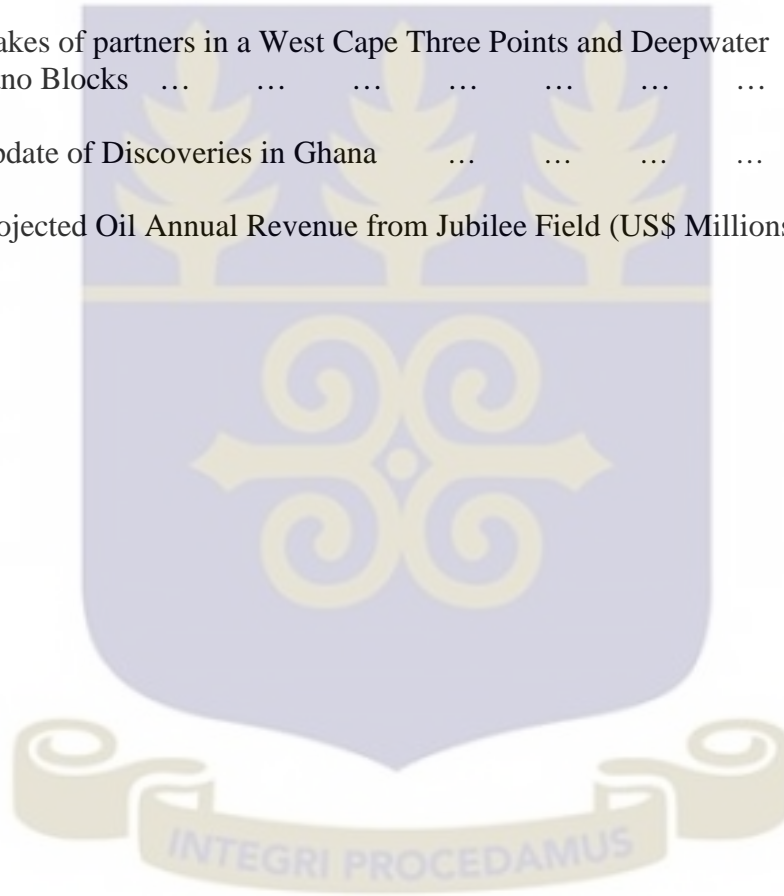 akes of partners in a West Cape Three Points and Deepwater
no Blocks … … … … … … …
pdate of Discoveries in Ghana … … … …
ojected Oil Annual Revenue from Jubilee Field (US$ Millions
INTEGRI PROCEDAMUS